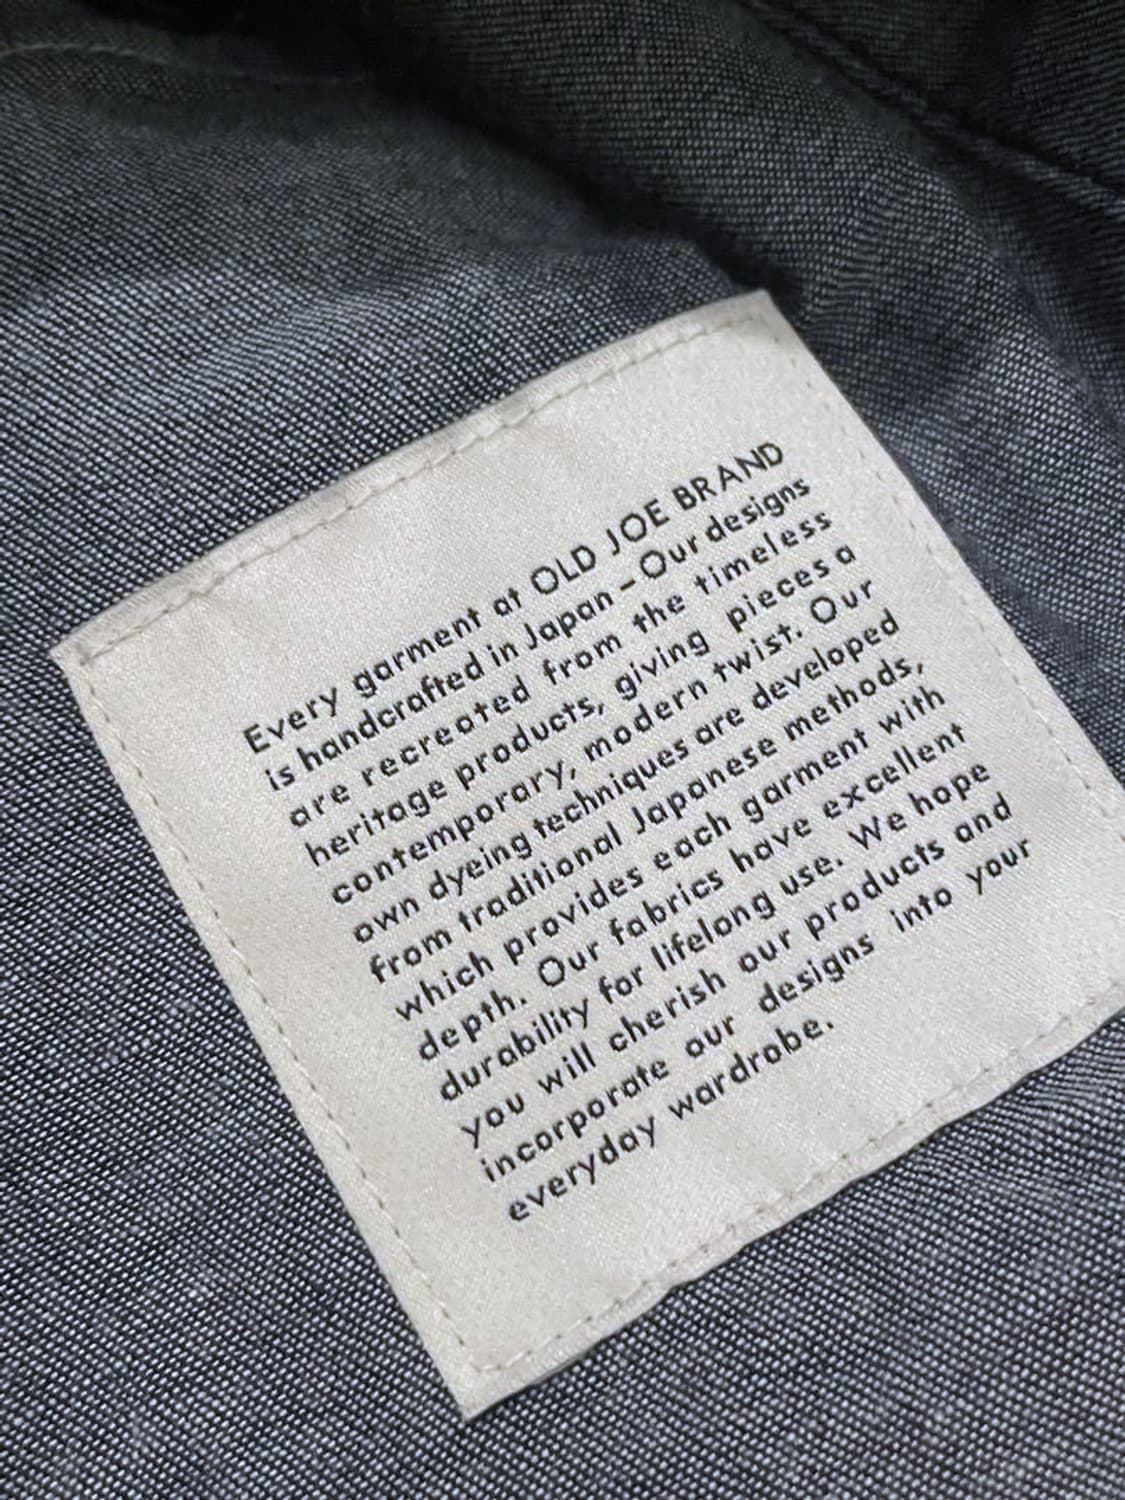 Every garment at OLD JOE BRAND
is handcrafted in Japan – Our designs
are recreated from the timeless
heritage products, giving pieces a
contemporary, modern twist. Our
own dyeing techniques are developed
from traditional Japanese methods,
which provides each garment with
depth. Our fabrics have excellent
durability for lifelong use. We hope
you will cherish our products and
incorporate our designs into your
everyday wardrobe.